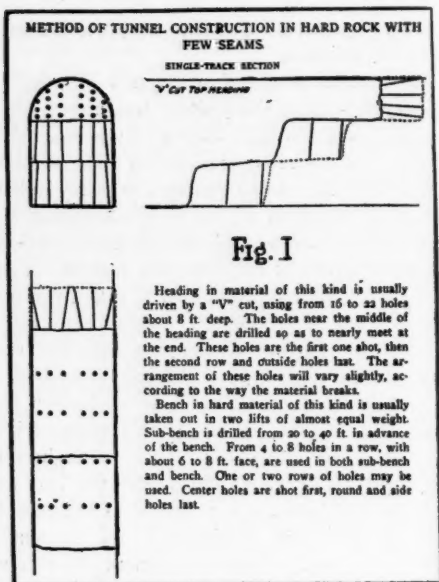 METHOD OF TUNNEL CONSTRUCTION IN HARD ROCK WITH
FEW SEAMS
SINGLE-TRACK SECTION
"V" CUT TOP HEADING
Fig. I
Heading in material of this kind is usually
driven by a "V" cut, using from 16 to 22 holes
about 8 ft. deep. The holes near the middle of
the heading are drilled so as to nearly meet at
the end. These holes are the first one shot, then
the second row and outside holes last. The ar-
rangement of these holes will vary slightly, ac-
cording to the way the material breaks.
Bench in hard material of this kind is usually
taken out in two lifts of almost equal weight.
Sub-bench is drilled from 20 to 40 ft. in advance
of the bench. From 4 to 8 holes in a row, with
about 6 to 8 ft. face, are used in both sub-bench
and bench. One or two rows of holes may be
used. Center holes are shot first, round and side
holes last.